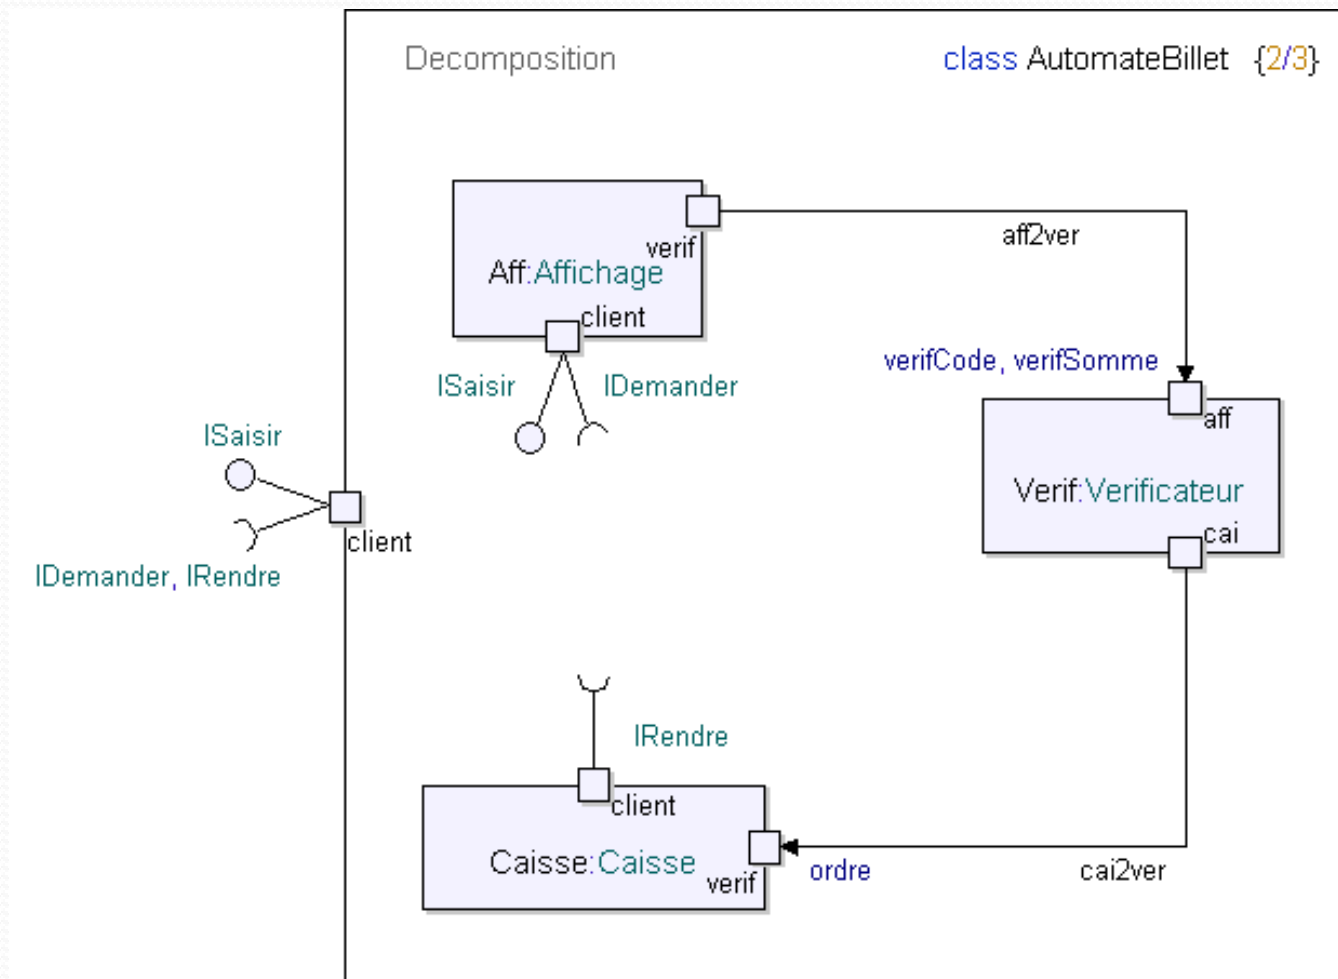 Decomposition
class AutomateBillet {2/3}
verif
aff2ver
Aff:Affichage
client
verifCode, verifSomme
ISaisir
IDemander
aff
ISaisir
Verif:Verificateur
cai
client
IDemander, IRendre
IRendre
client
Caisse:Caisse
verif
ordre
cai2ver